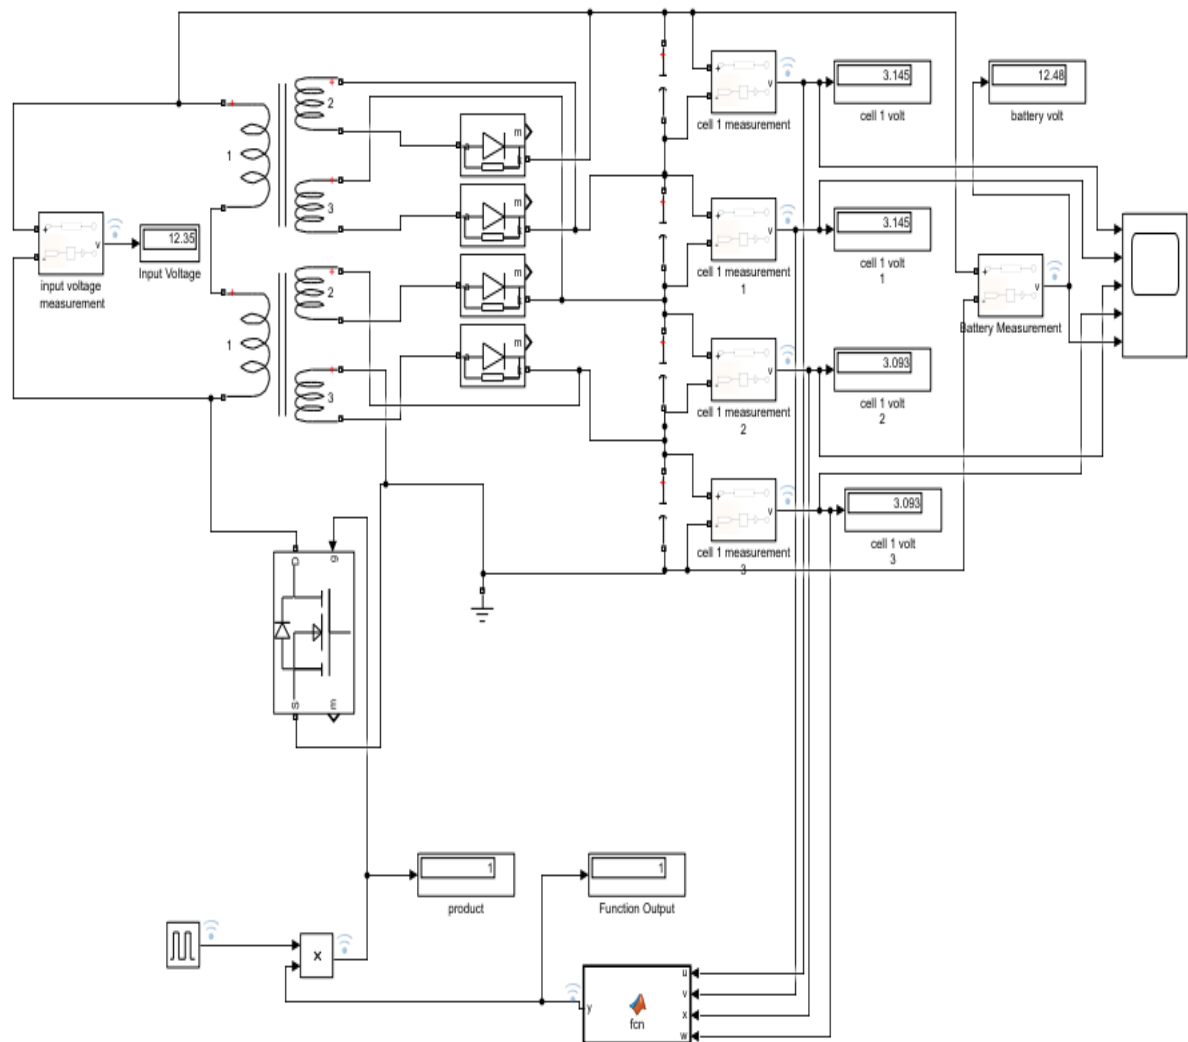 +
-
v
cell 1 measurement
3.145
cell 1 volt
12.48
battery volt
+
1
+
2
+
3
m
a
k
+
-
v
input voltage
measurement
12.35
Input Voltage
+
1
+
2
+
3
m
a
k
m
a
k
m
a
k
+
-
v
cell 1 measurement
1
3.145
cell 1 volt
1
+
-
v
Battery Measurement
+
-
v
cell 1 measurement
2
3.093
cell 1 volt
2
+
-
v
cell 1 measurement
3
3.093
cell 1 volt
3
+
+
+
+
D
g
S
m
1
product
1
Function Output
x
y
fcn
u
v
x
w